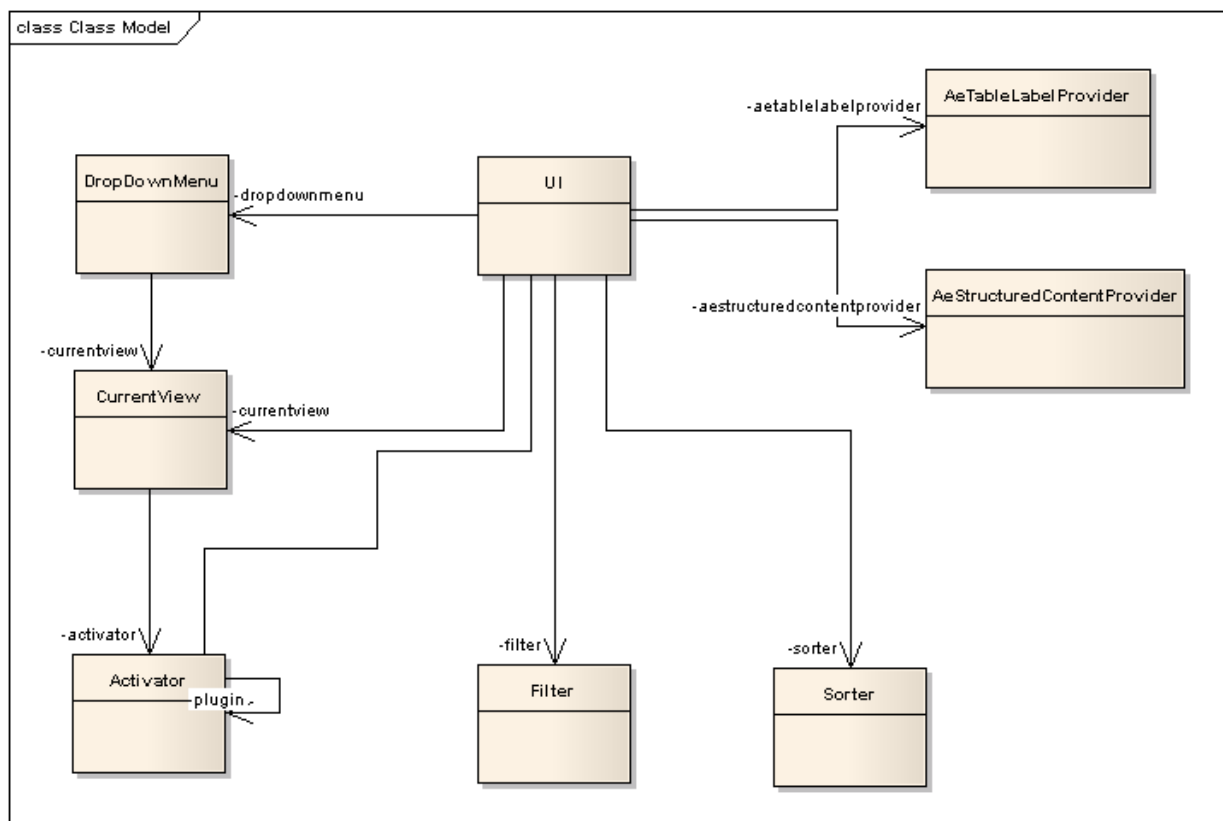 class Class Model
AeTableLabelProvider
-aetablelabelprovider
DropDownMenu
UI
-dropdownmenu
AeStructuredContentProvider
-aestructuredcontentprovider
-currentview
CurrentView
-currentview
-activator
-filter
-sorter
Activator
plugin
Filter
Sorter